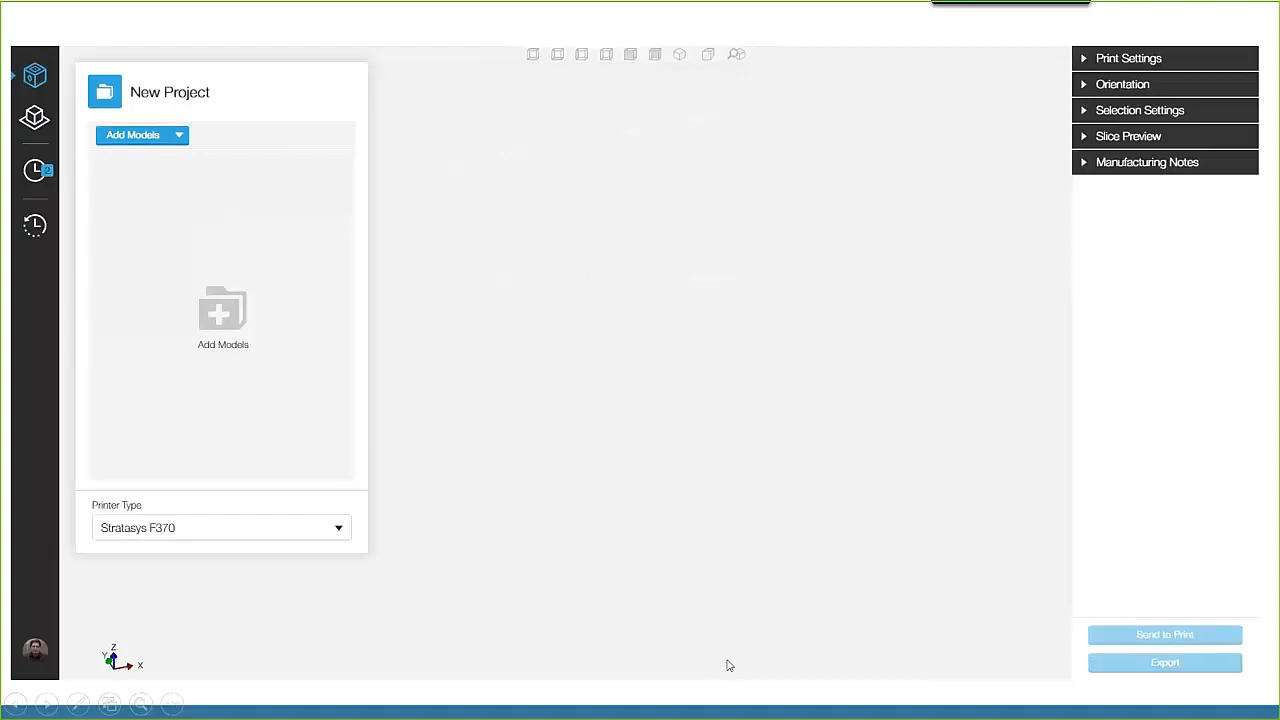 New Project
Add Models
Add Models
Printer Type
Stratasys F370
Z
Y
X
2
Print Settings
Orientation
Selection Settings
Slice Preview
Manufacturing Notes
Send to Print
Export